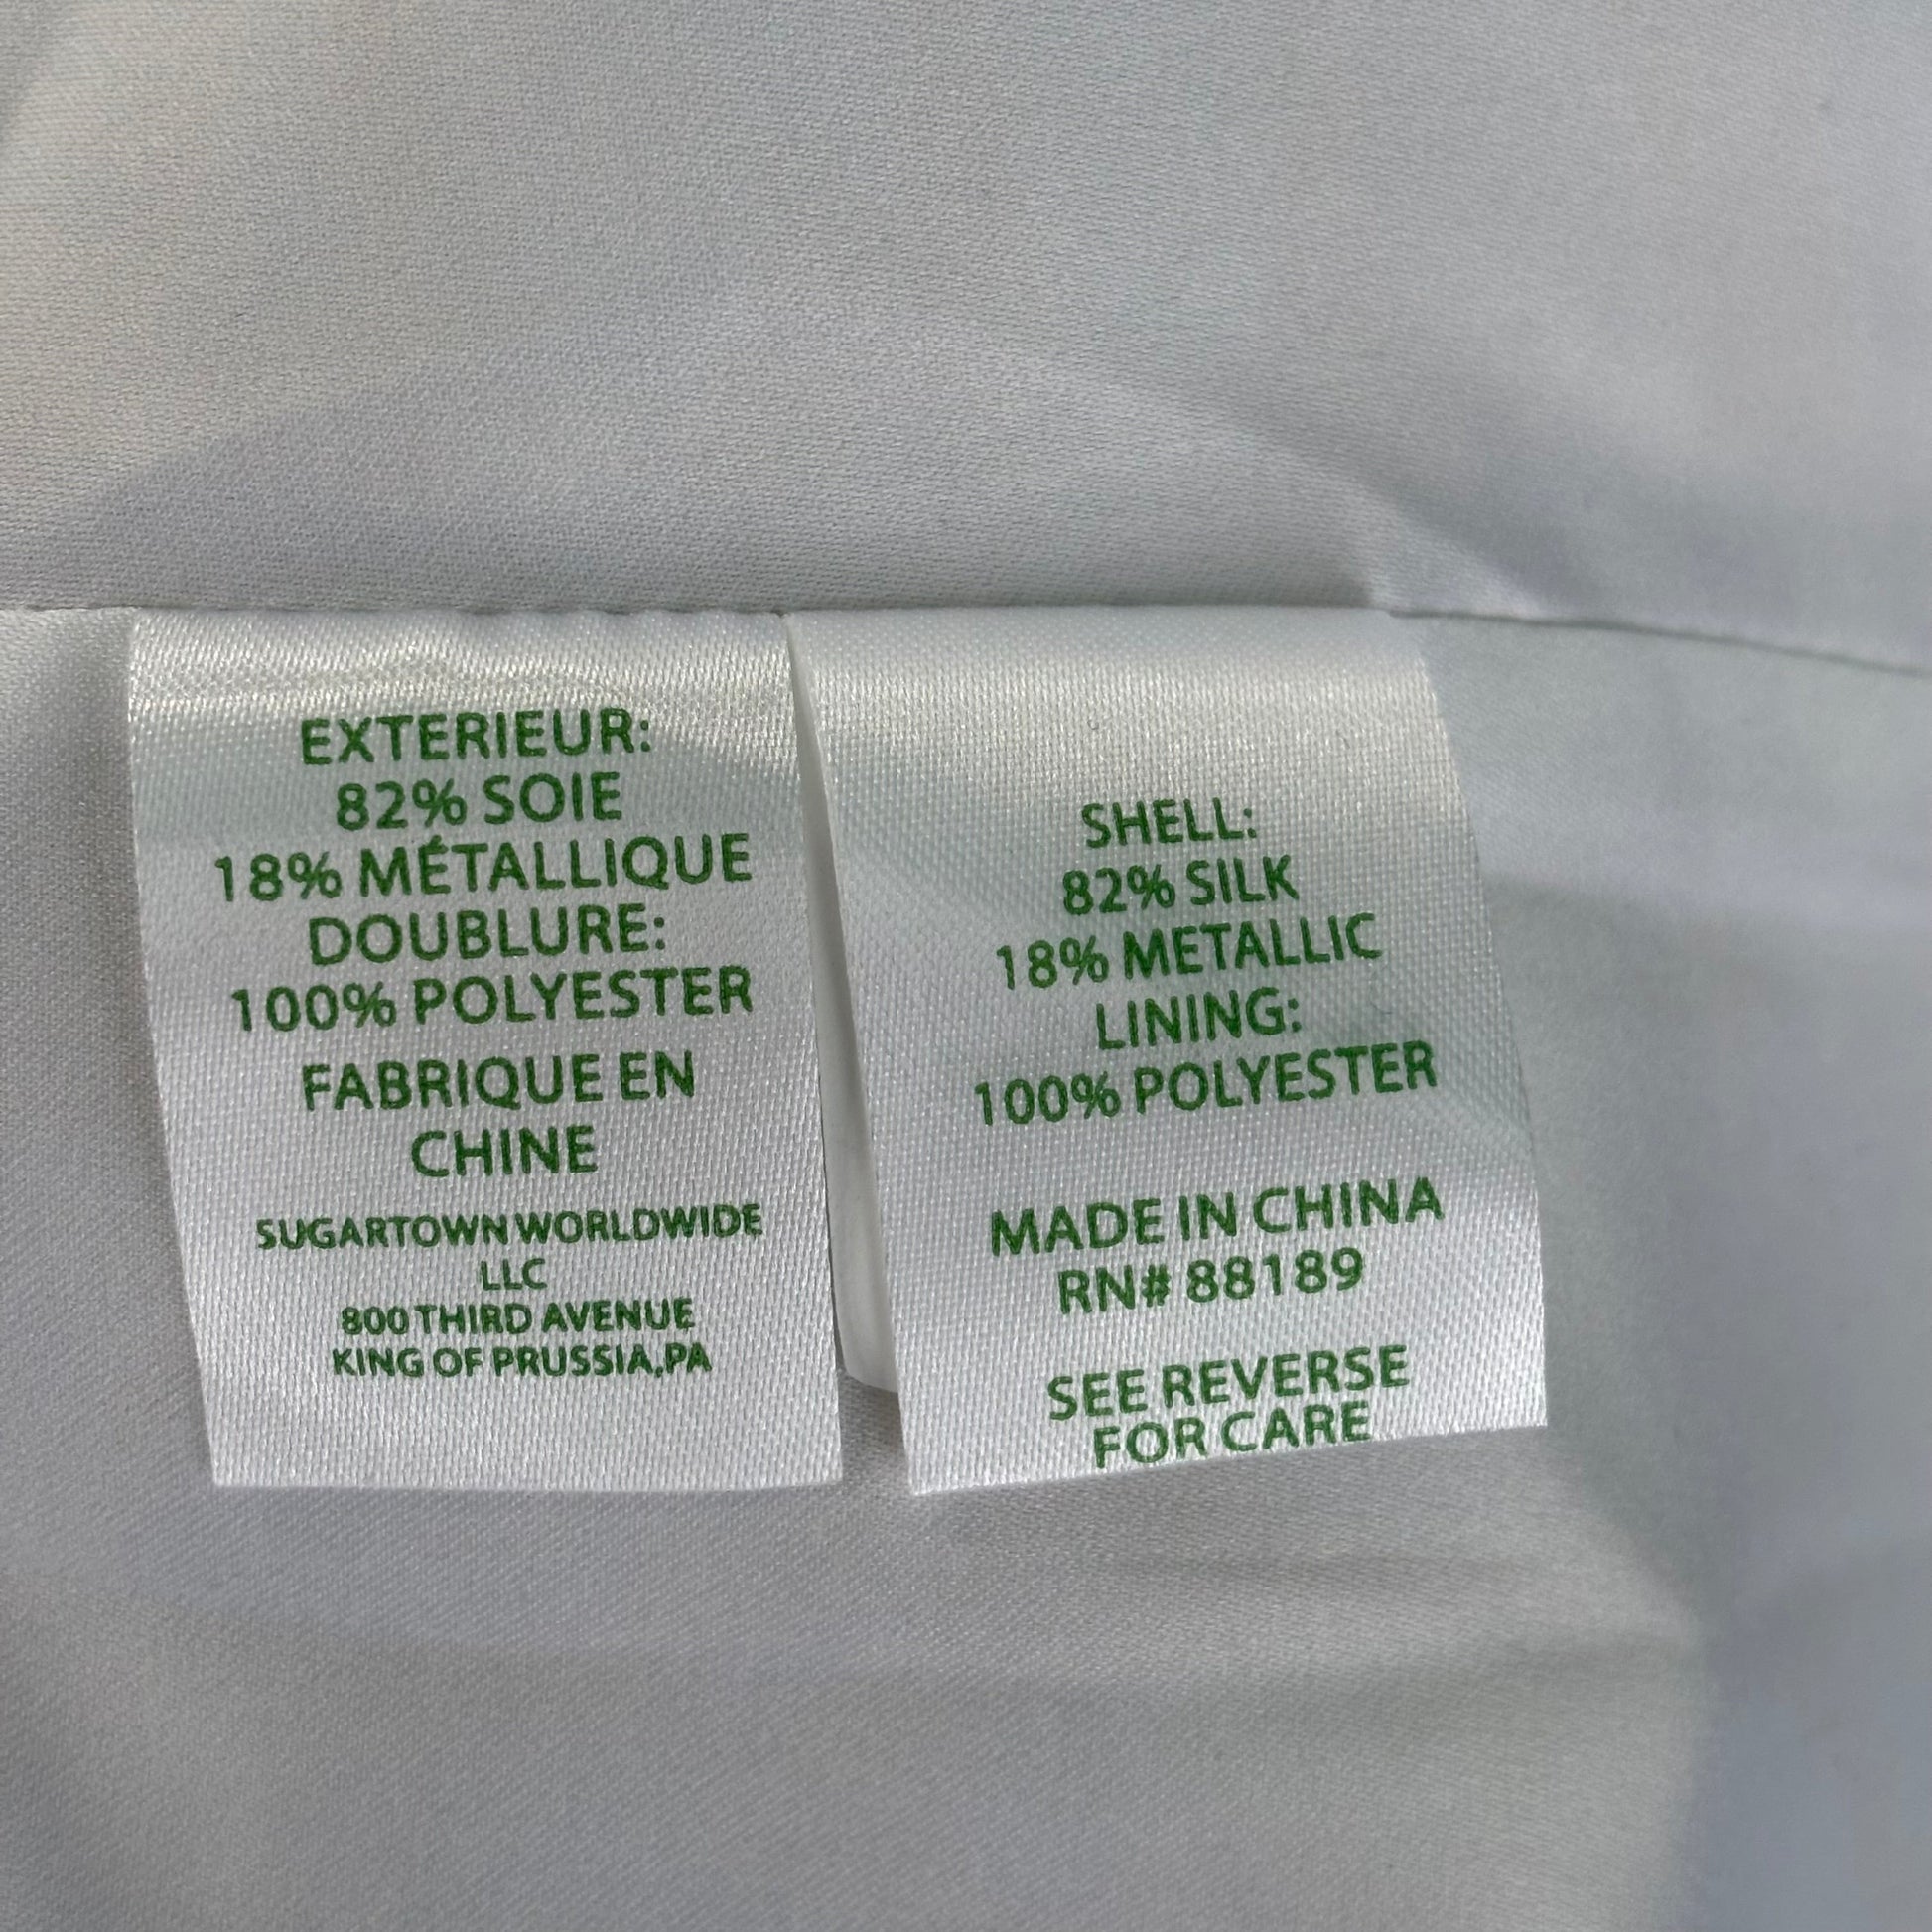 EXTERIEUR:
82% SOIE
18% MÉTALLIQUE
DOUBLURE:
100% POLYESTER
FABRIQUE EN
CHINE
SUGARTOWN WORLDWIDE
LLC
800 THIRD AVENUE
KING OF PRUSSIA,PA
SHELL:
82% SILK
18% METALLIC
LINING:
100% POLYESTER
MADE IN CHINA
RN# 88189
SEE REVERSE
FOR CARE